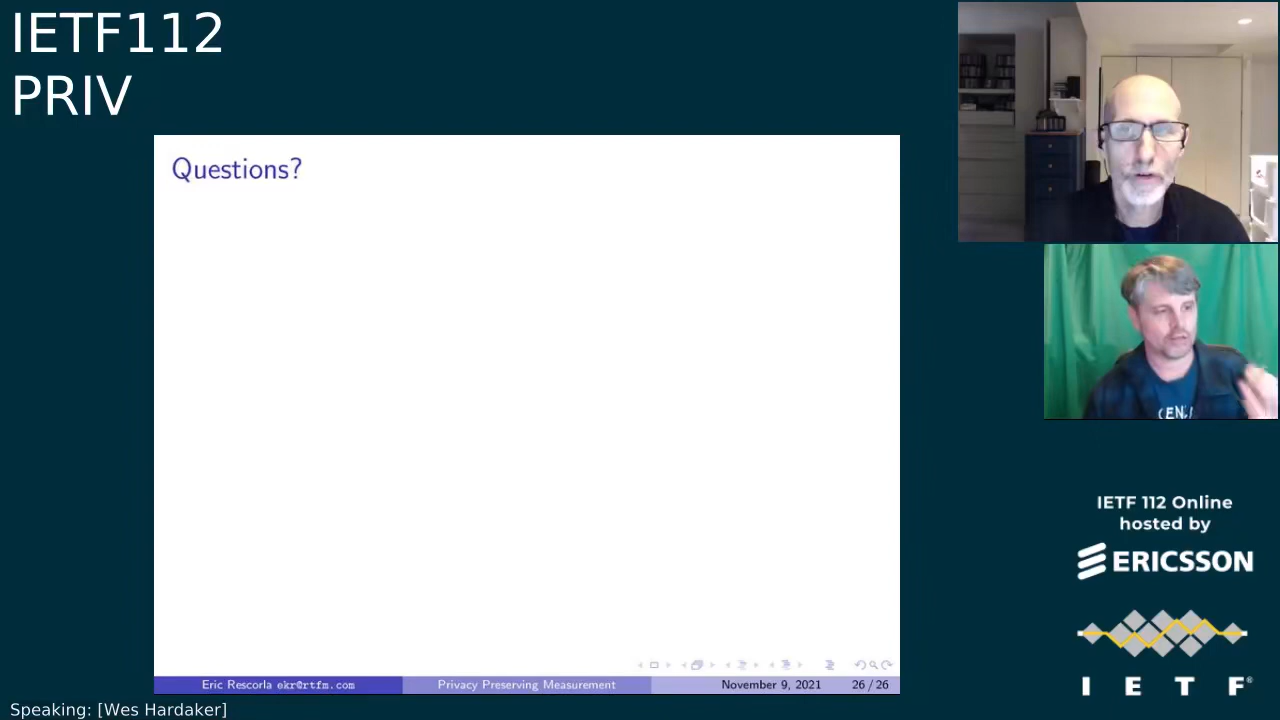 IETF112
PRIV
Questions?
CEN
IETF 112 Online
hosted by
ERICSSON
I E T F®
Eric Rescorla ekr@rtfm.com
Privacy Preserving Measurement
November 9, 2021
26 / 26
Speaking: [Wes Hardaker]